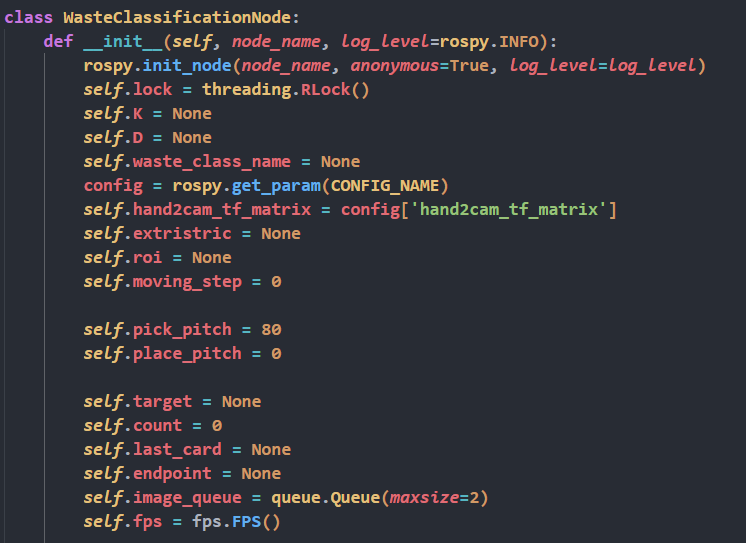 class WasteClassificationNode:
    def __init__(self, node_name, log_level=rospy.INFO):
        rospy.init_node(node_name, anonymous=True, log_level=log_level)
        self.lock = threading.RLock()
        self.K = None
        self.D = None
        self.waste_class_name = None
        config = rospy.get_param(CONFIG_NAME)
        self.hand2cam_tf_matrix = config['hand2cam_tf_matrix']
        self.extristric = None
        self.roi = None
        self.moving_step = 0

        self.pick_pitch = 80
        self.place_pitch = 0

        self.target = None
        self.count = 0
        self.last_card = None
        self.endpoint = None
        self.image_queue = queue.Queue(maxsize=2)
        self.fps = fps.FPS()